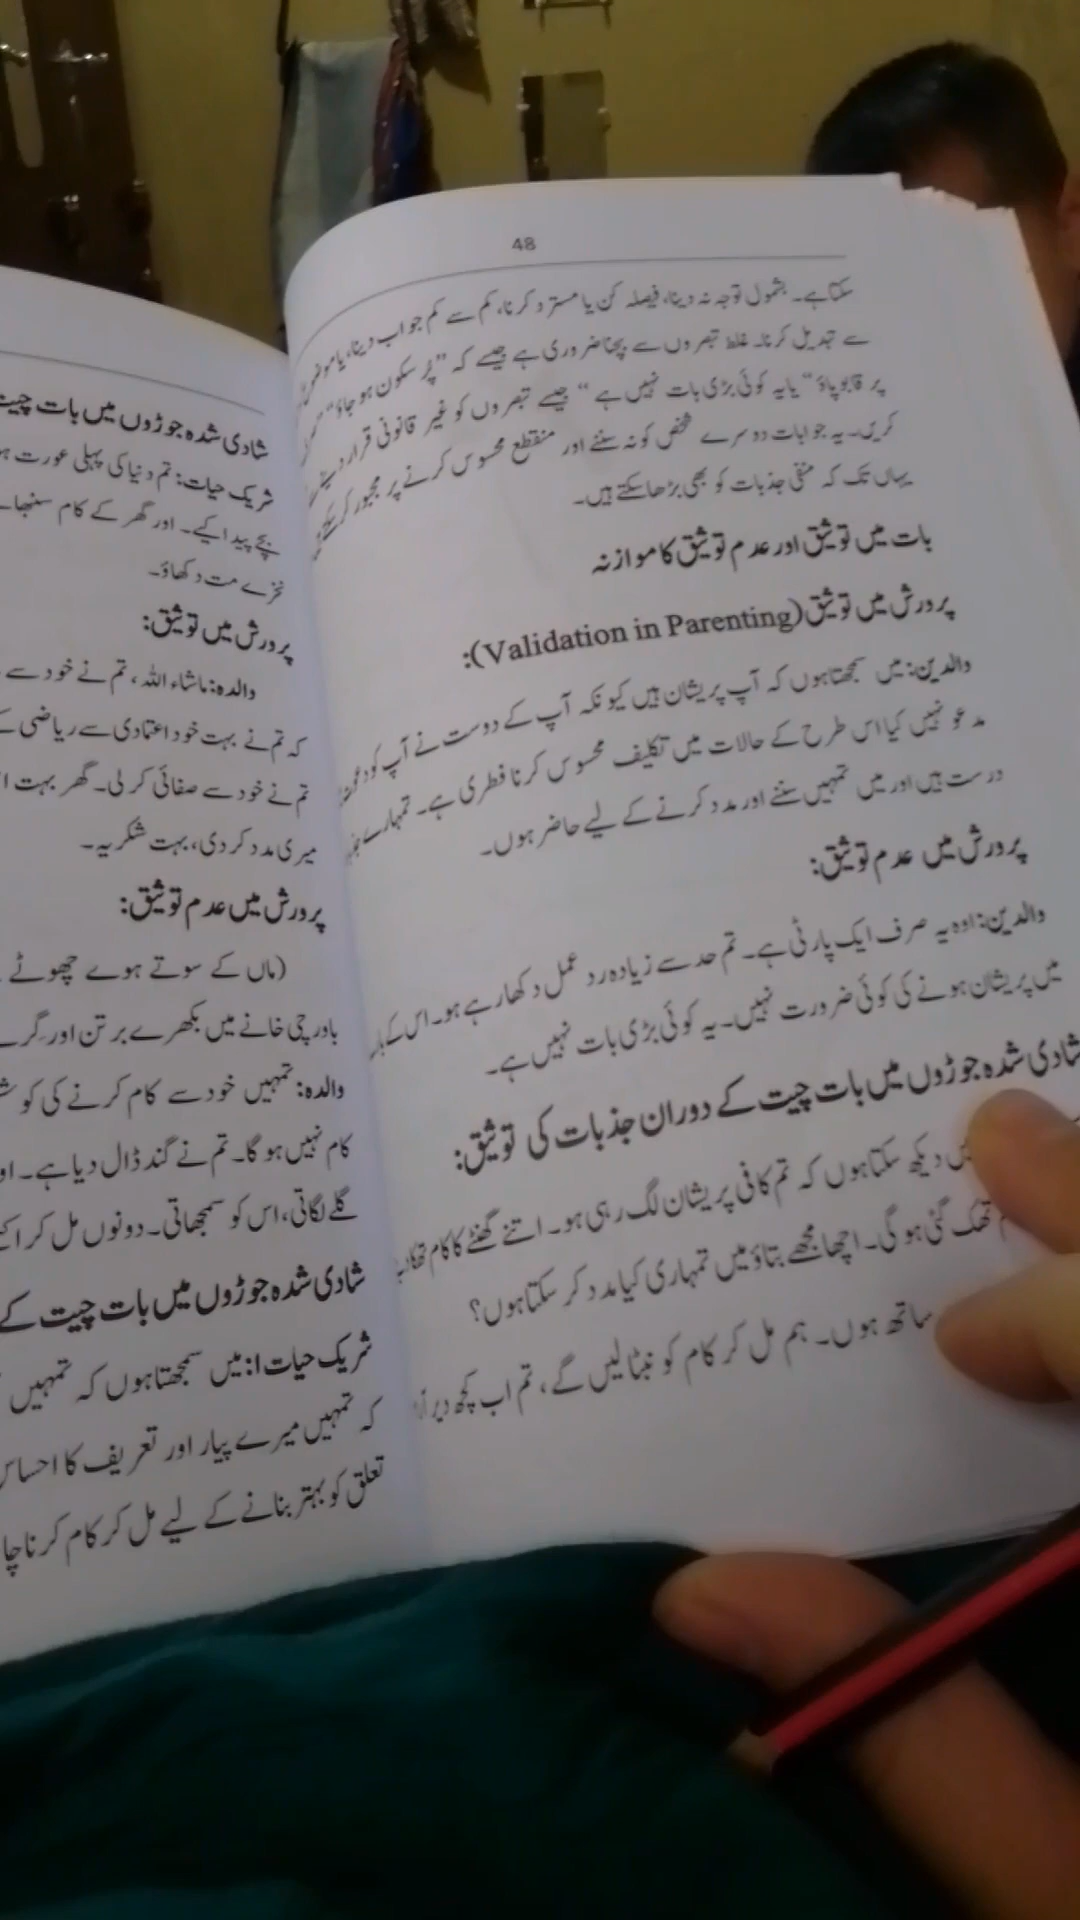 48
سکتا ہے۔ بشمول توجہ نہ دینا، فیصلہ کن یا مسترد کرنا، کم سے کم جواب دینا، یا موضوع
سے تبدیل کرنا۔ غلط تبصروں سے بچنا ضروری ہے جیسے کہ "پُر سکون ہو جاؤ"
پر قابو پاؤ" یا یہ کوئی بڑی بات نہیں ہے" جیسے تبصروں کو غیر قانونی قرار
کریں۔ یہ جوابات دوسرے شخص کو نہ سننے اور منقطع محسوس کرنے پر مجبور کر
یہاں تک کہ منفی جذبات کو بھی بڑھا سکتے ہیں۔
بات میں توثیق اور عدم توثیق کا موازنہ
پرورش میں توثیق (Validation in Parenting):
والدین: میں سمجھتا ہوں کہ آپ پریشان ہیں کیونکہ آپ کے دوست نے آپ کو
مدعو نہیں کیا اس طرح کے حالات میں تکلیف محسوس کرنا فطری ہے۔ تمہارے
درست ہیں اور میں تمہیں سننے اور مدد کرنے کے لیے حاضر ہوں۔
پرورش میں عدم توثیق:
والدین: اوہ یہ صرف ایک پارٹی ہے۔ تم حد سے زیادہ رد عمل دکھا رہے ہو۔ اس کے
میں پریشان ہونے کی کوئی ضرورت نہیں۔ یہ کوئی بڑی بات نہیں ہے۔
شادی شدہ جوڑوں میں بات چیت کے دوران جذبات کی توثیق:
دیکھ سکتا ہوں کہ تم کافی پریشان لگ رہی ہو۔ اتنے گھنٹے کا کام
تھک گئی ہو گی۔ اچھا مجھے بتاؤ میں تمہاری کیا مدد کر سکتا ہوں؟
ساتھ ہوں۔ ہم مل کر کام کو نبٹا لیں گے، تم اب کچھ دیر
شادی شدہ جوڑوں میں بات چیت
شریک حیات: تم دنیا کی پہلی عورت
بچے پیدا کیے۔ اور گھر کے کام
نخرے مت دکھاؤ۔
پرورش میں توثیق:
والدہ: ماشاء اللہ، تم نے خود سے
کہ تم نے بہت خود اعتمادی سے ریاضی
تم نے خود سے صفائی کر لی۔ گھر بہت
میری مدد کر دی، بہت شکریہ۔
پرورش میں عدم توثیق:
(ماں کے سوتے ہوے چھوٹے
باورچی خانے میں بکھرے برتن اور گرے
والدہ: تمہیں خود سے کام کرنے کی
کام نہیں ہو گا۔ تم نے گند ڈال دیا ہے۔
گلے لگاتی، اس کو سمجھاتی۔ دونوں مل کر
شادی شدہ جوڑوں میں بات چیت کے
شریک حیات ا: میں سمجھتا ہوں کہ تمہیں
کہ تمہیں میرے پیار اور تعریف کا احساس
تعلق کو بہتر بنانے کے لیے مل کر کام کرنا